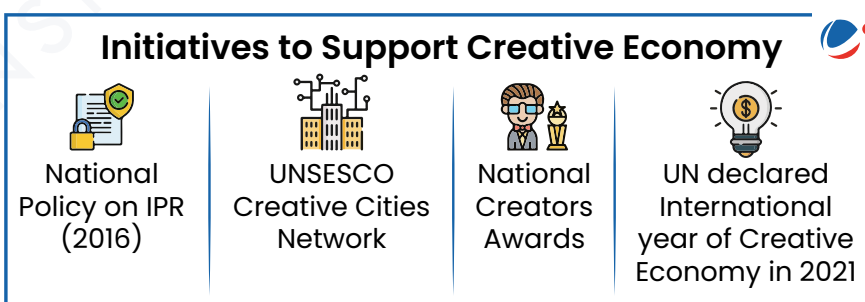 Initiatives to Support Creative Economy
National
Policy on IPR
(2016)
UNSESCO
Creative Cities
Network
National
Creators
Awards
UN declared
International
year of Creative
Economy in 2021